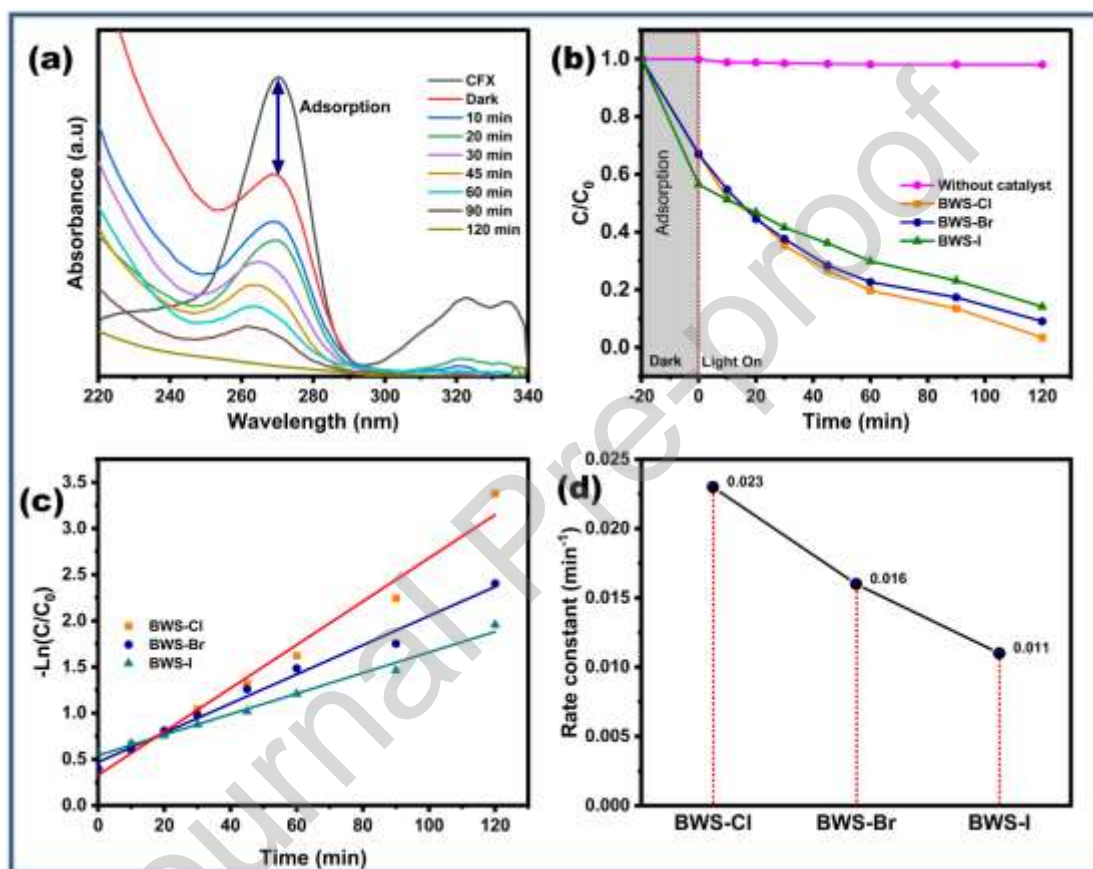 (a)
CFX
Dark
10 min
20 min
30 min
45 min
60 min
90 min
120 min
Adsorption
Absorbance (a.u)
220 240 260 280 300 320 340
Wavelength (nm)
(b)
1.0
0.8
0.6
0.4
0.2
0.0
C/C0
Adsorption
Without catalyst
BWS-Cl
BWS-Br
BWS-I
Dark Light On
-20 0 20 40 60 80 100 120
Time (min)
(c)
3.5
3.0
2.5
2.0
1.5
1.0
0.5
0.0
-Ln(C/C0)
BWS-Cl
BWS-Br
BWS-I
0 20 40 60 80 100 120
Time (min)
(d)
0.025
0.020
0.015
0.010
0.005
0.000
Rate constant (min-1)
0.023
0.016
0.011
BWS-Cl BWS-Br BWS-I
ournal Pre-proof